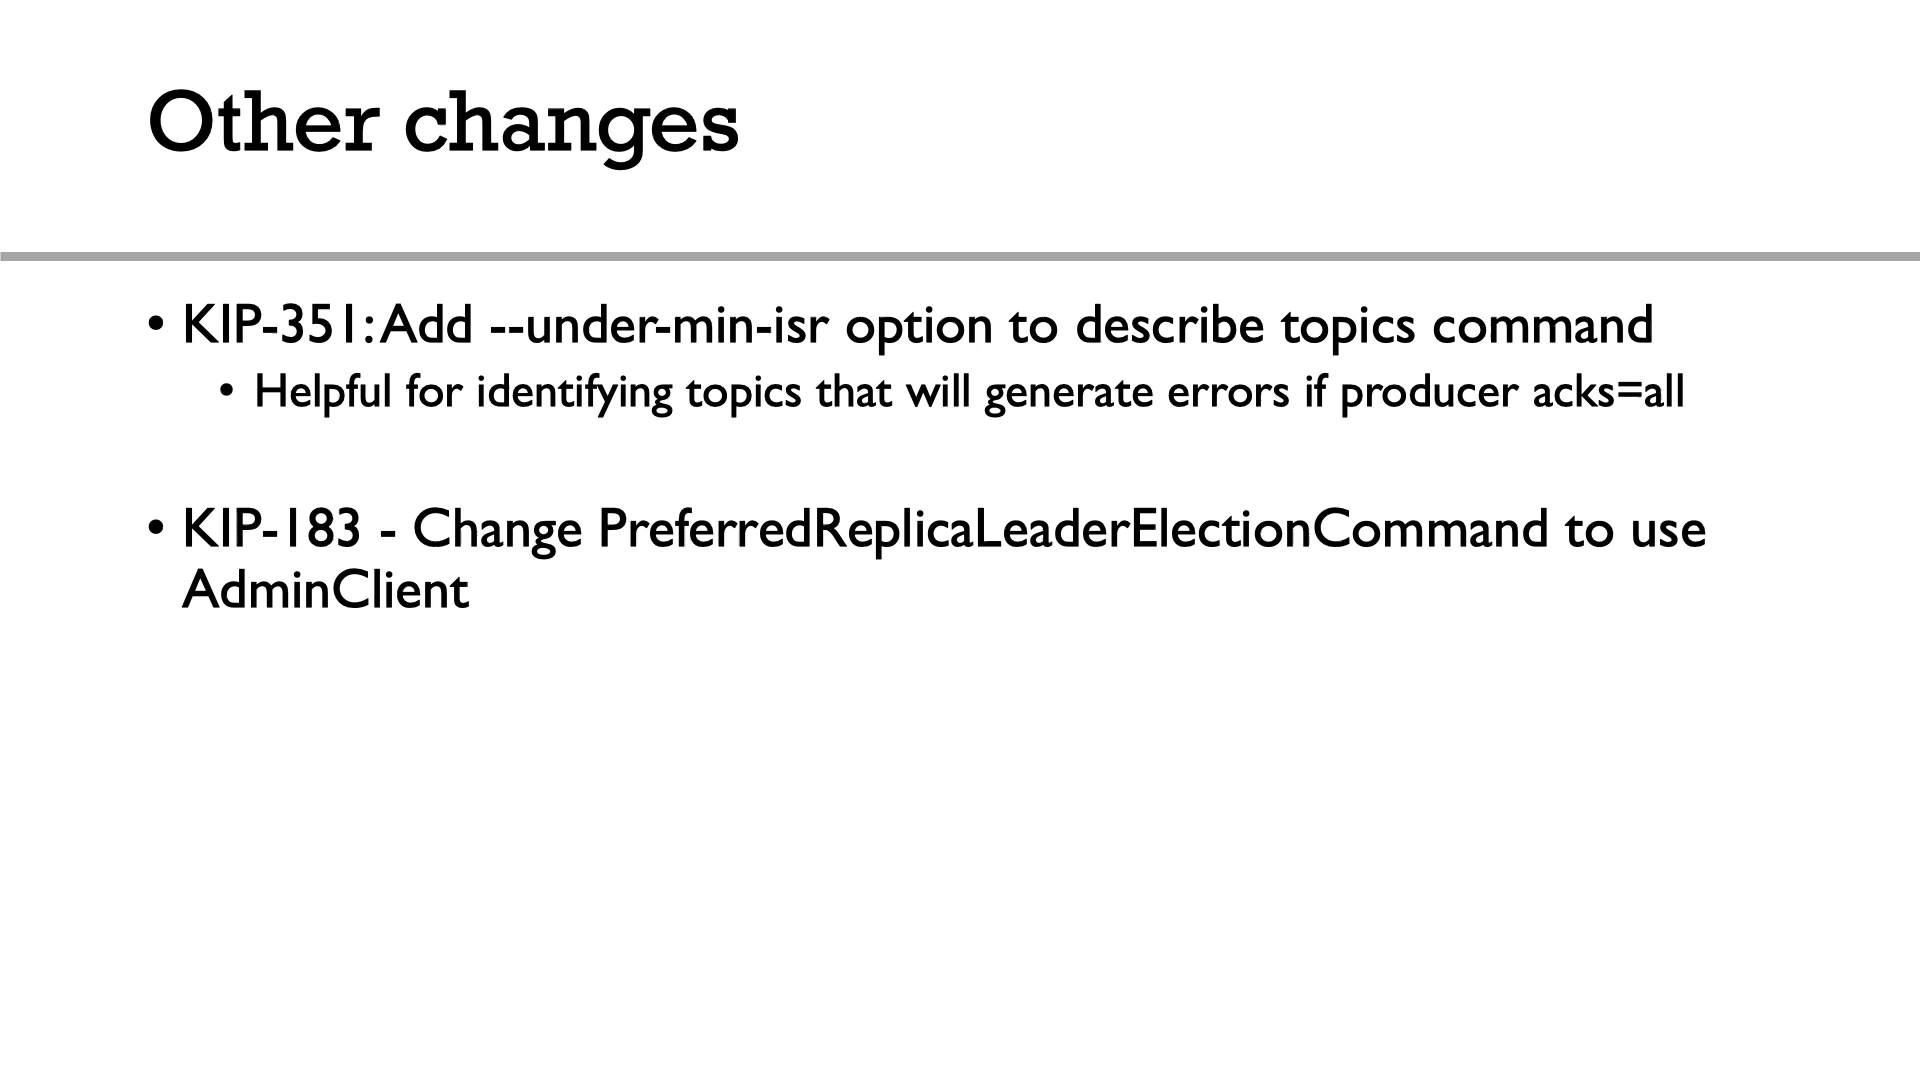 Other changes
• KIP-351: Add --under-min-isr option to describe topics command
• Helpful for identifying topics that will generate errors if producer acks=all
• KIP-183 - Change PreferredReplicaLeaderElectionCommand to use
AdminClient